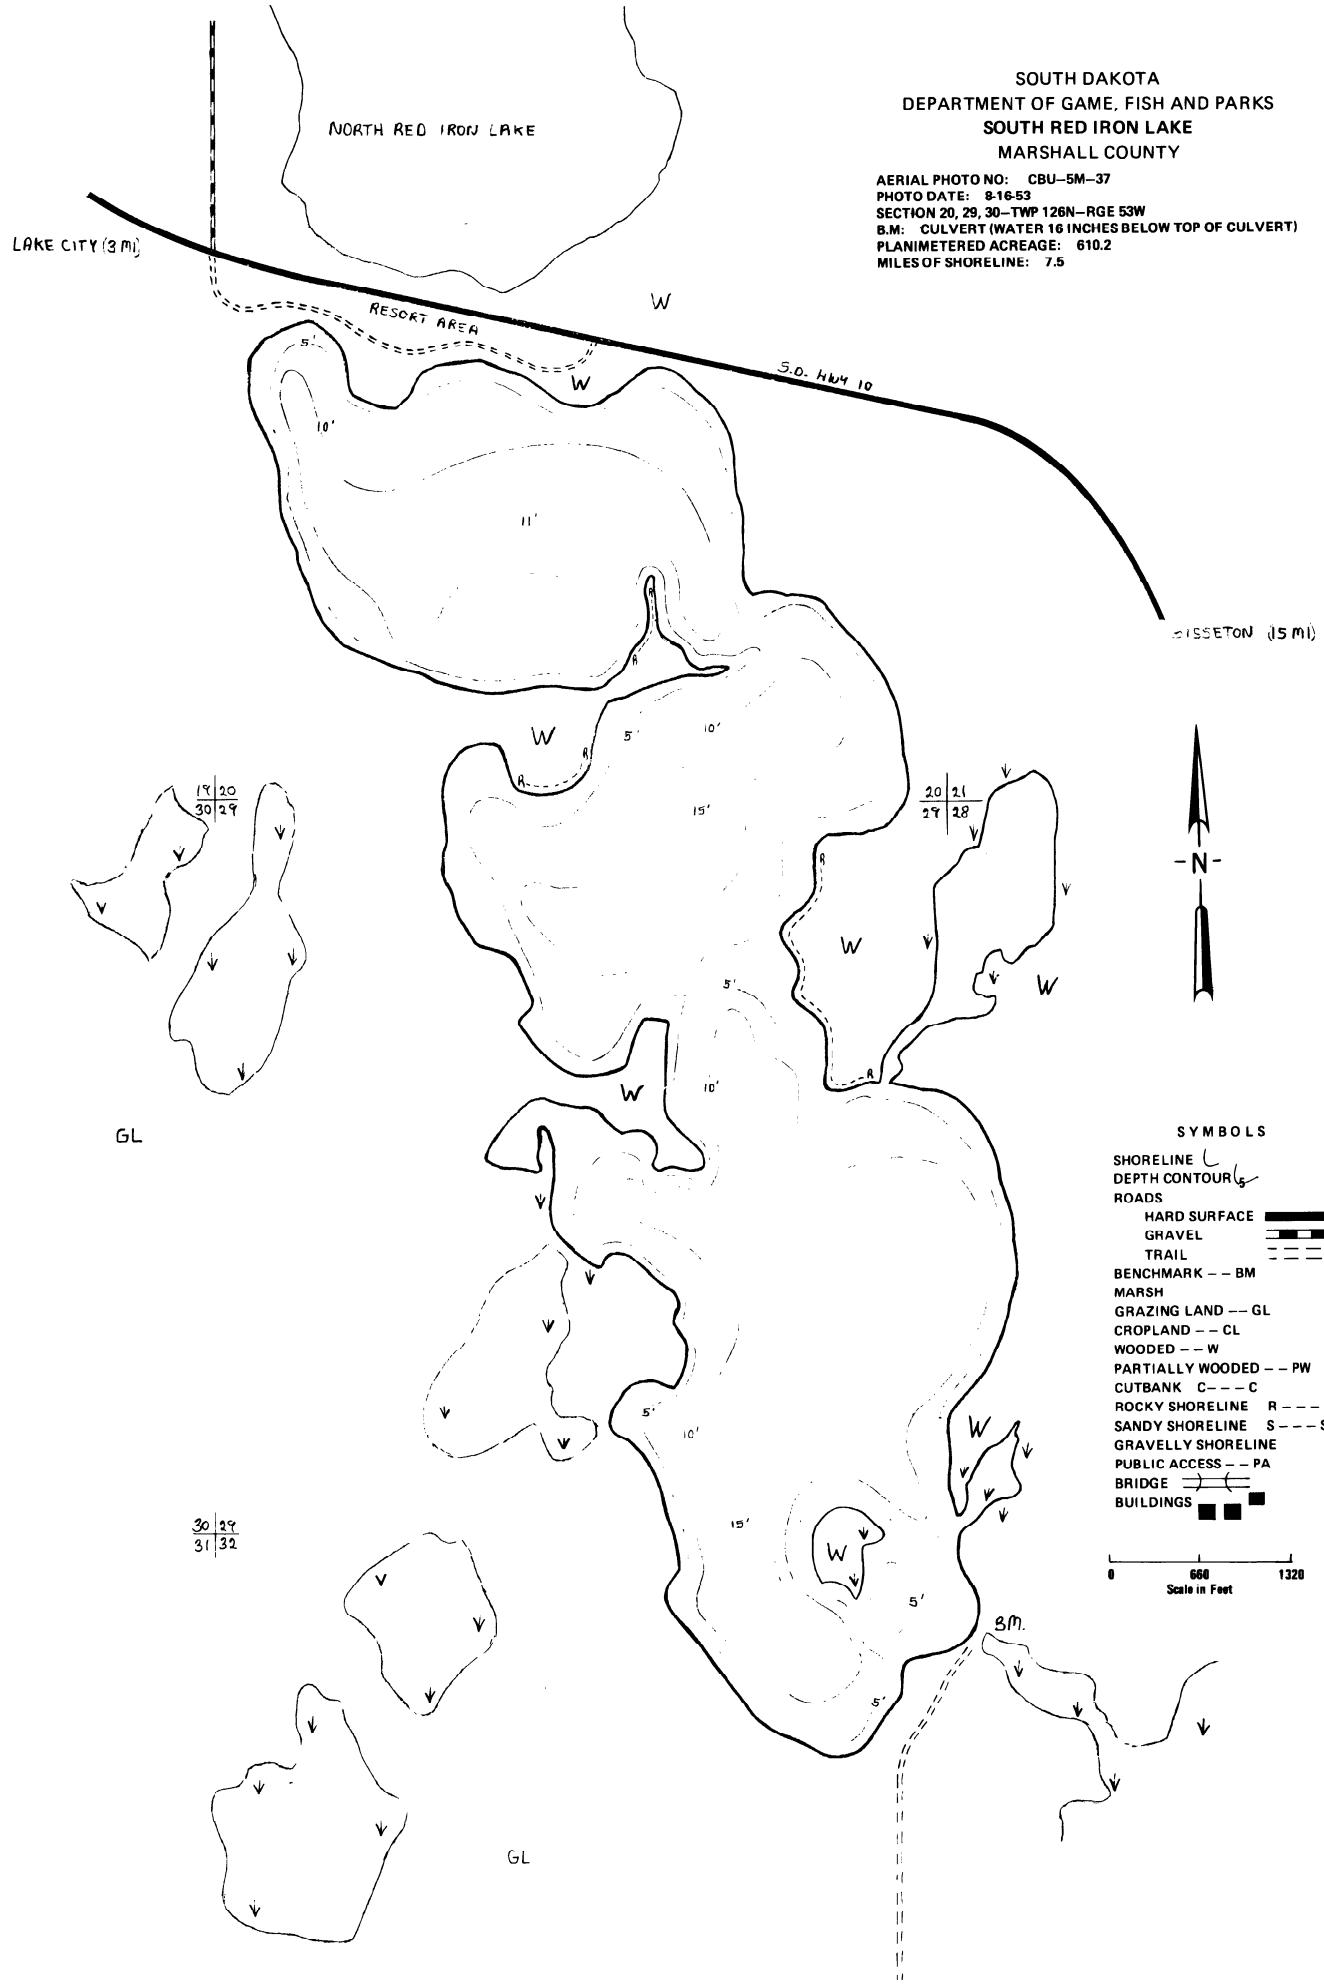 SOUTH DAKOTA
DEPARTMENT OF GAME, FISH AND PARKS
SOUTH RED IRON LAKE
MARSHALL COUNTY
AERIAL PHOTO NO: CBU-5M-37
PHOTO DATE: 8-16-53
SECTION 20, 29, 30-TWP 126N-RGE 53W
B.M: CULVERT (WATER 16 INCHES BELOW TOP OF CULVERT)
PLANIMETERED ACREAGE: 610.2
MILES OF SHORELINE: 7.5
NORTH RED IRON LAKE
LAKE CITY (3 MI)
RESORT AREA
W
S.D. HWY 10
5'
W
10'
11'
R
R
SISSETON (15 MI)
W
5'
10'
R
R
15'
19 20
30 29
20 21
29 28
R
-N-
W
W
5'
R
W
10'
GL
SYMBOLS
SHORELINE
DEPTH CONTOUR 5
ROADS
HARD SURFACE
GRAVEL
TRAIL
BENCHMARK -- BM
MARSH
GRAZING LAND -- GL
CROPLAND -- CL
WOODED -- W
PARTIALLY WOODED -- PW
CUTBANK C---C
ROCKY SHORELINE R ---
SANDY SHORELINE S---S
GRAVELLY SHORELINE
PUBLIC ACCESS -- PA
BRIDGE
BUILDINGS
0 660 1320
Scale in Feet
5'
10'
W
30 29
31 32
15'
W
5'
BM.
5'
GL